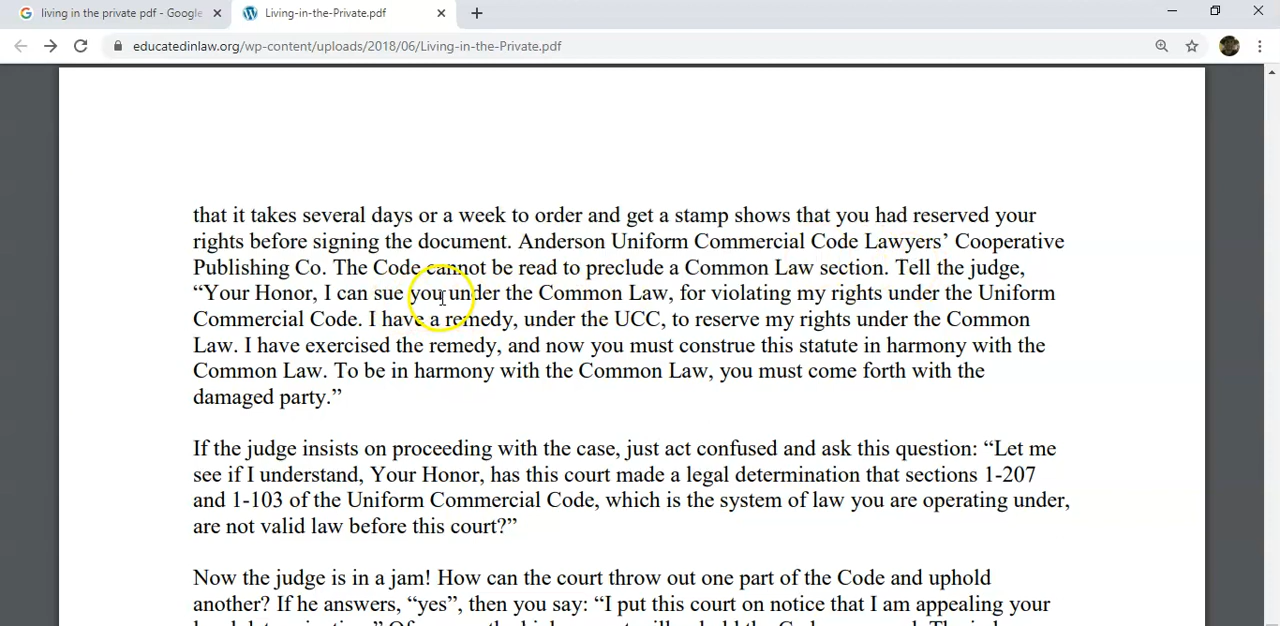 living in the private pdf - Google
Living-in-the-Private.pdf
educatedinlaw.org/wp-content/uploads/2018/06/Living-in-the-Private.pdf
that it takes several days or a week to order and get a stamp shows that you had reserved your
rights before signing the document. Anderson Uniform Commercial Code Lawyers’ Cooperative
Publishing Co. The Code cannot be read to preclude a Common Law section. Tell the judge,
“Your Honor, I can sue you under the Common Law, for violating my rights under the Uniform
Commercial Code. I have a remedy, under the UCC, to reserve my rights under the Common
Law. I have exercised the remedy, and now you must construe this statute in harmony with the
Common Law. To be in harmony with the Common Law, you must come forth with the
damaged party.”
If the judge insists on proceeding with the case, just act confused and ask this question: “Let me
see if I understand, Your Honor, has this court made a legal determination that sections 1-207
and 1-103 of the Uniform Commercial Code, which is the system of law you are operating under,
are not valid law before this court?”
Now the judge is in a jam! How can the court throw out one part of the Code and uphold
another? If he answers, “yes”, then you say: “I put this court on notice that I am appealing your